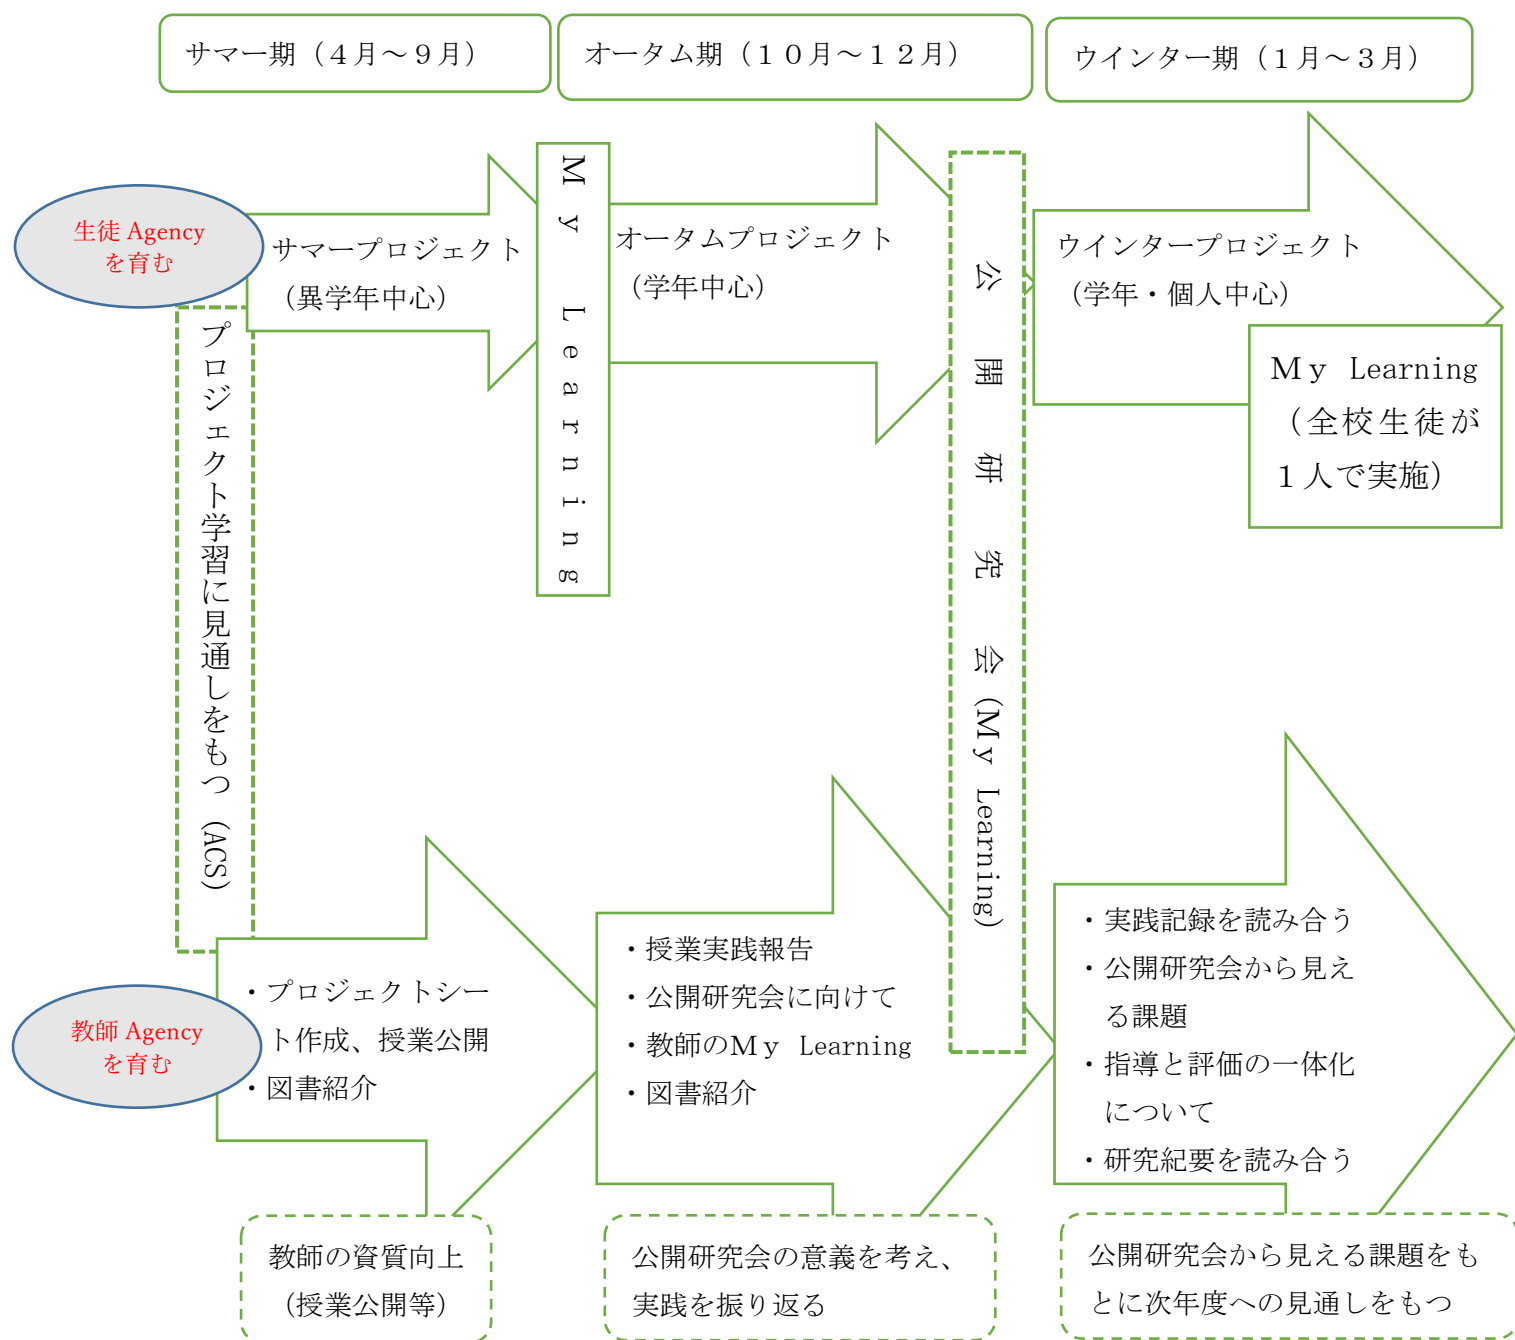 サマー期（４月～９月）
オータム期（１０月～１２月）
ウインター期（１月～３月）
生徒 Agency
を育む
サマープロジェクト
（異学年中心）
Ｍｙ Learning
オータムプロジェクト
（学年中心）
公開研究会（Ｍｙ Learning）
ウインタープロジェクト
（学年・個人中心）
Ｍｙ Learning
（全校生徒が
１人で実施）
プロジェクト学習に見通しをもつ（ACS）
教師 Agency
を育む
・プロジェクトシー
ト作成、授業公開
・図書紹介
・授業実践報告
・公開研究会に向けて
・教師のＭｙ Learning
・図書紹介
・実践記録を読み合う
・公開研究会から見え
る課題
・指導と評価の一体化
について
・研究紀要を読み合う
教師の資質向上
（授業公開等）
公開研究会の意義を考え、
実践を振り返る
公開研究会から見える課題をも
とに次年度への見通しをもつ